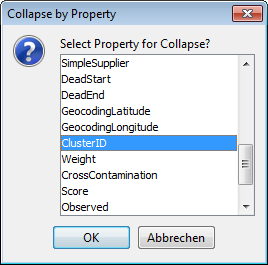 Collapse by Property
Select Property for Collapse?
SimpleSupplier
DeadStart
DeadEnd
GeocodingLatitude
GeocodingLongitude
ClusterID
Weight
CrossContamination
Score
Observed
OK
Abbrechen